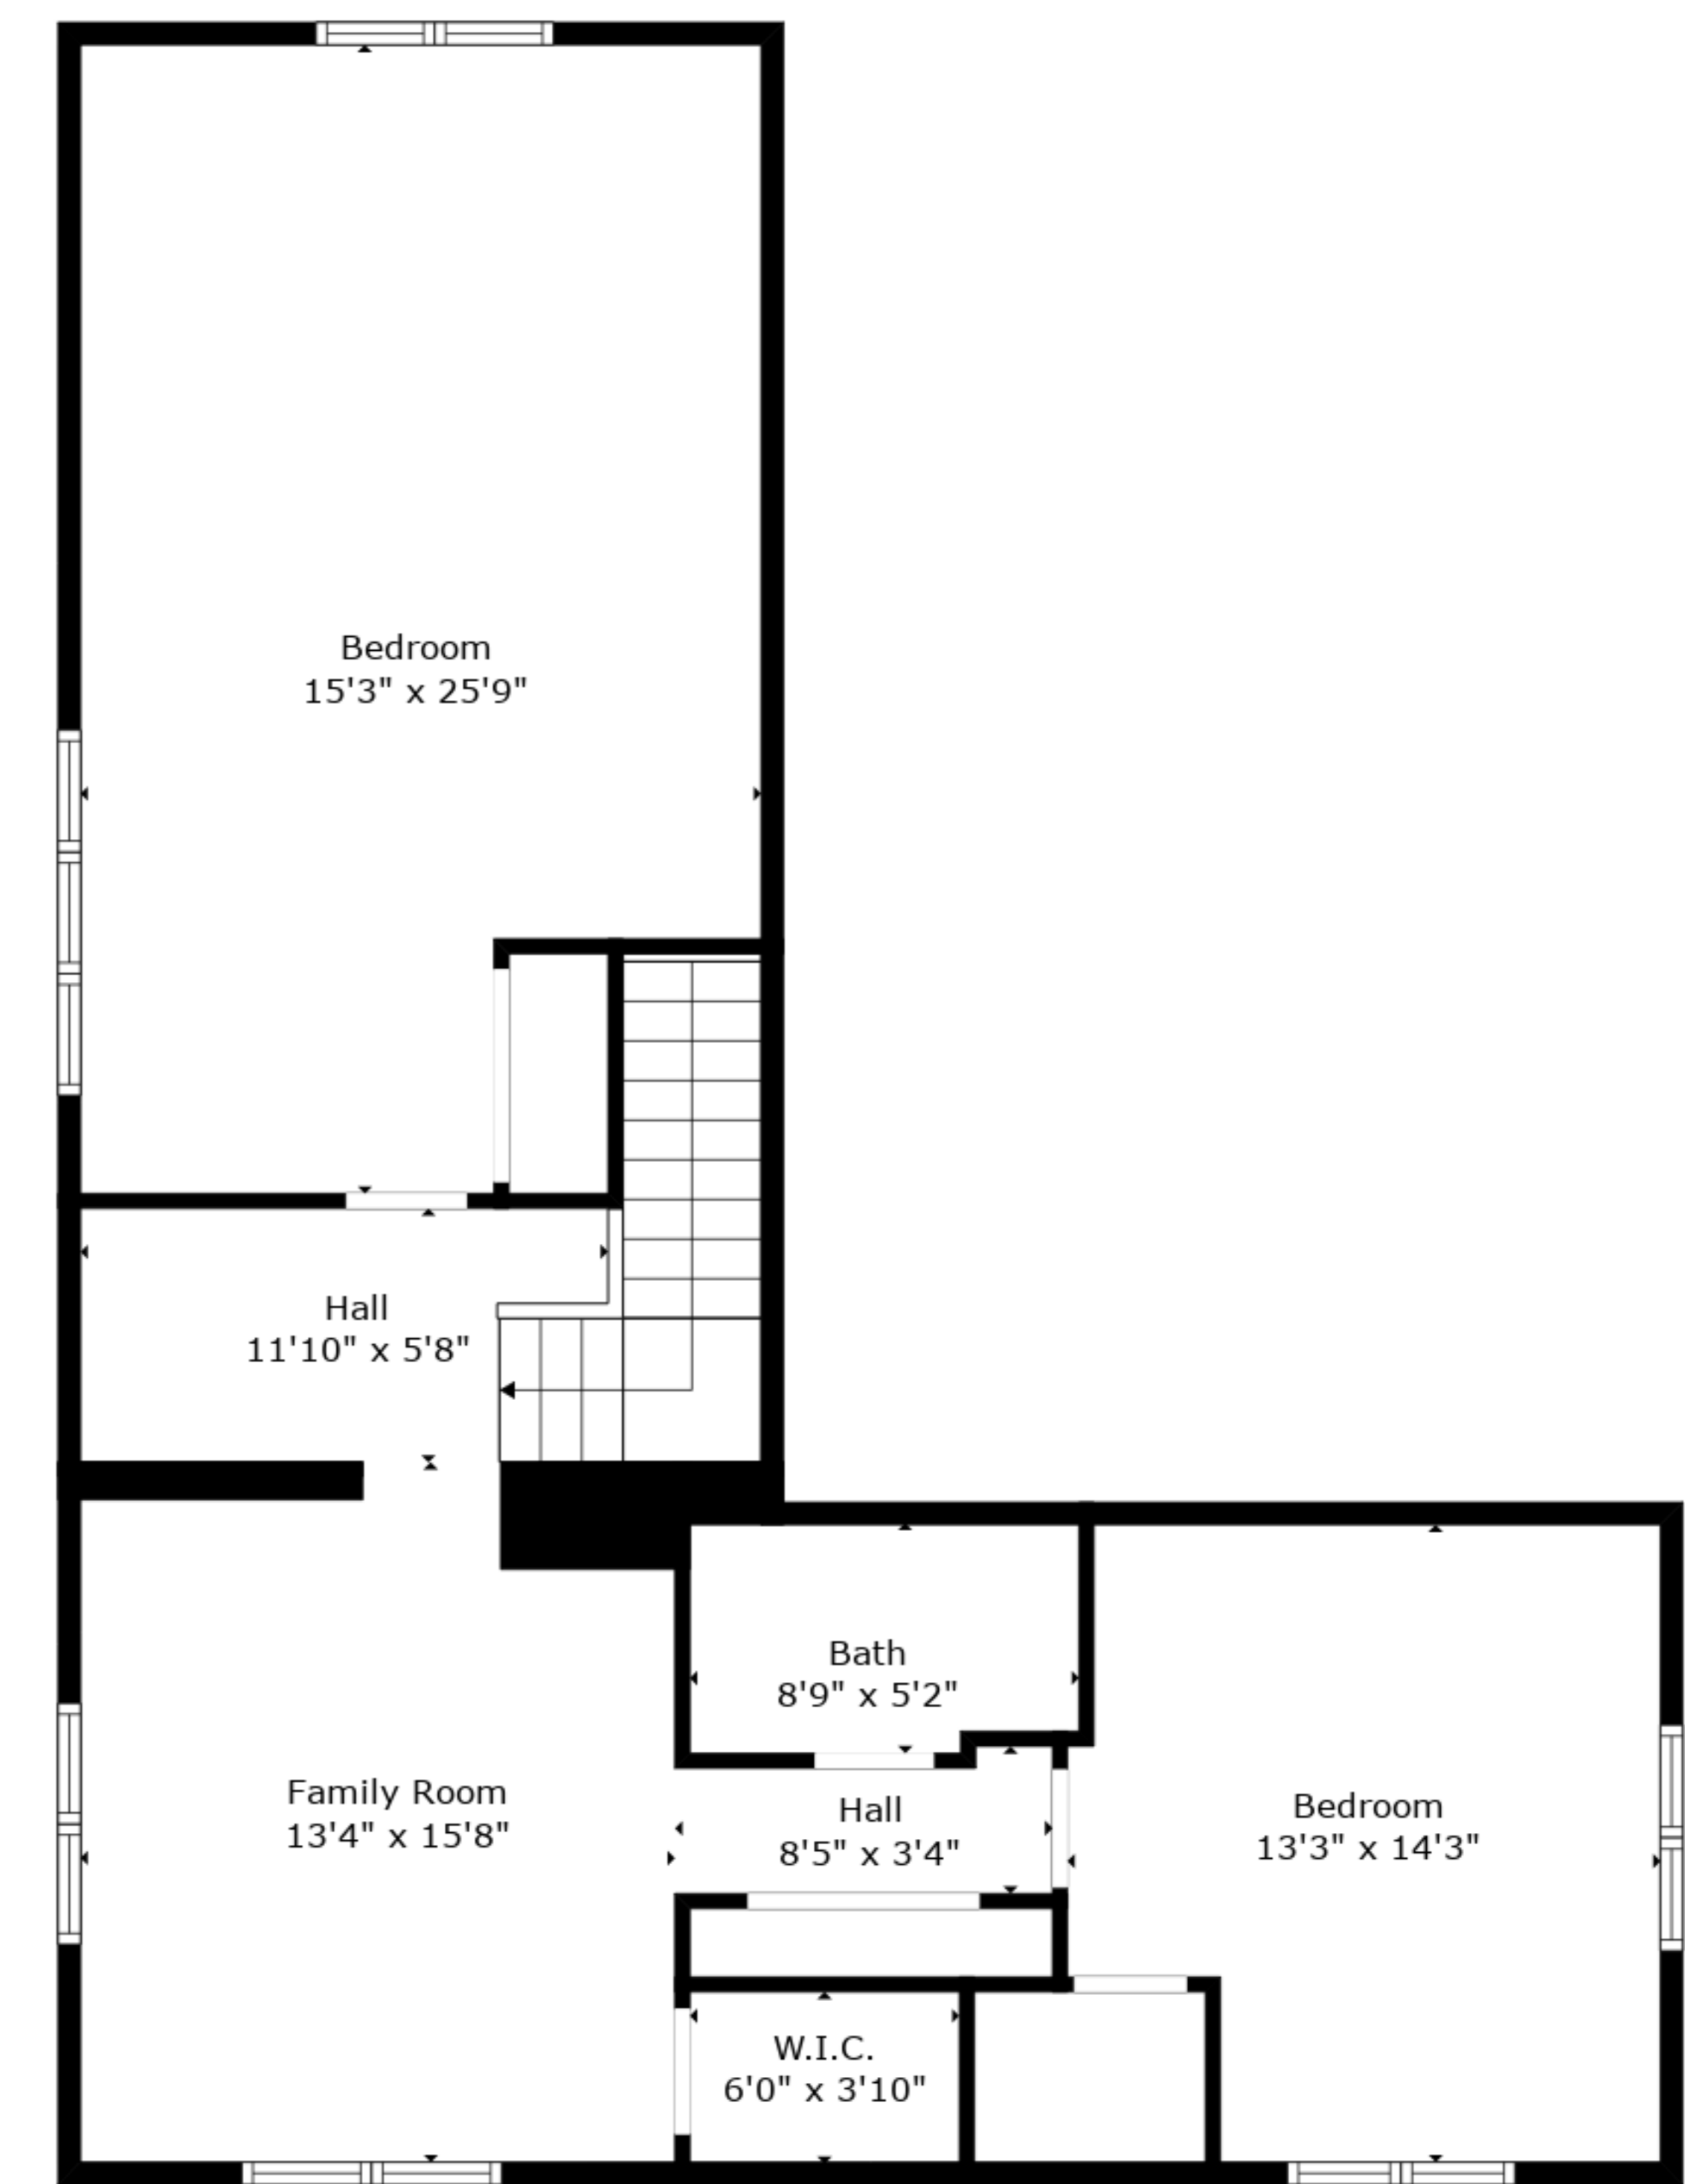 Bedroom
15'3" x 25'9"
Hall
11'10" x 5'8"
Bath
8'9" x 5'2"
Family Room
13'4" x 15'8"
Hall
8'5" x 3'4"
Bedroom
13'3" x 14'3"
W.I.C.
6'0" x 3'10"